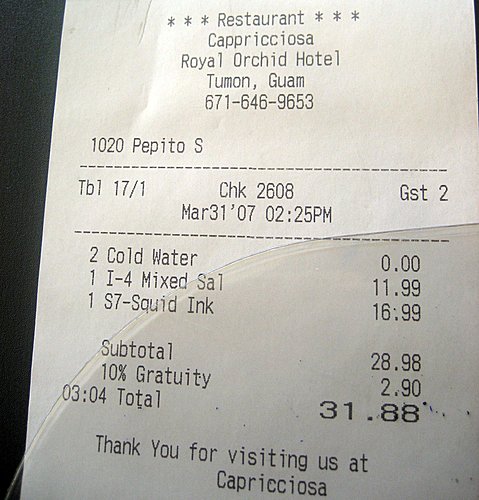 * * * Restaurant * * *
Cappricciosa
Royal Orchid Hotel
Tumon, Guam
671-646-9653
1020 Pepito S
Tbl 17/1 Chk 2608 Gst 2
Mar31'07 02:25PM
2 Cold Water 0.00
1 I-4 Mixed Sal 11.99
1 S7-Squid Ink 16.99
Subtotal 28.98
10% Gratuity 2.90
03:04 Total 31.88
Thank You for visiting us at
Capricciosa